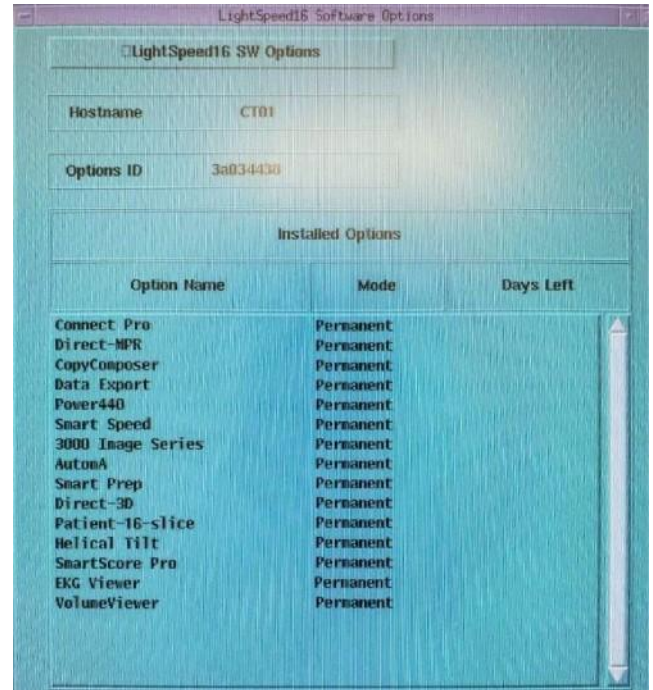 LightSpeed16 Software Options
LightSpeed16 SW Options
Hostname CT01
Options ID 3a034430
Installed Options
Option Name Mode Days Left
Connect Pro Permanent
Direct-MPR Permanent
CopyComposer Permanent
Data Export Permanent
Power440 Permanent
Smart Speed Permanent
3000 Image Series Permanent
AutomA Permanent
Smart Prep Permanent
Direct-3D Permanent
Patient-16-slice Permanent
Helical Tilt Permanent
SmartScore Pro Permanent
EKG Viewer Permanent
VolumeViewer Permanent